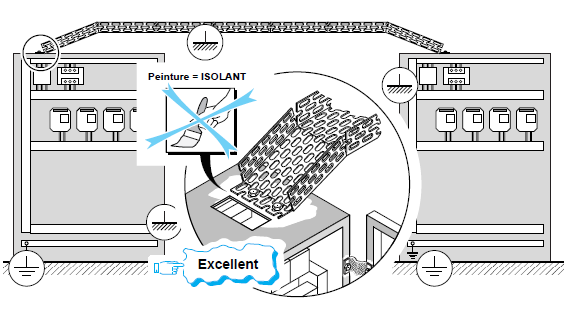 Peinture = ISOLANT
Excellent